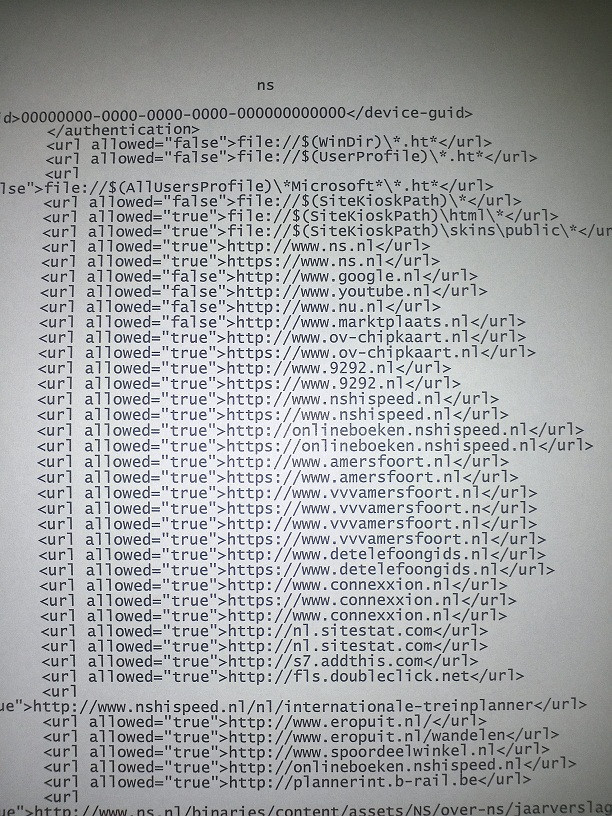 ns
d>00000000-0000-0000-0000-000000000000</device-guid>
</authentication>
<url allowed="false">file://$(WinDir)\*.ht*</url>
<url allowed="false">file://$(UserProfile)\*.ht*</url>
<url
lse">file://$(AllUsersProfile)\*Microsoft*\*.ht*</url>
<url allowed="false">file://$(SiteKioskPath)\*</url>
<url allowed="true">file://$(SiteKioskPath)\html\*</url>
<url allowed="true">file://$(SiteKioskPath)\skins\public\*</ur
<url allowed="true">http://www.ns.nl</url>
<url allowed="true">https://www.ns.nl</url>
<url allowed="false">http://www.google.nl</url>
<url allowed="false">http://www.youtube.nl</url>
<url allowed="false">http://www.nu.nl</url>
<url allowed="false">http://www.marktplaats.nl</url>
<url allowed="true">http://www.ov-chipkaart.nl</url>
<url allowed="true">https://www.ov-chipkaart.nl</url>
<url allowed="true">http://www.9292.nl</url>
<url allowed="true">https://www.9292.nl</url>
<url allowed="true">http://www.nshispeed.nl</url>
<url allowed="true">https://www.nshispeed.nl</url>
<url allowed="true">http://onlineboeken.nshispeed.nl</url>
<url allowed="true">https://onlineboeken.nshispeed.nl</url>
<url allowed="true">http://www.amersfoort.nl</url>
<url allowed="true">https://www.amersfoort.nl</url>
<url allowed="true">http://www.vvvamersfoort.nl</url>
<url allowed="true">https://www.vvvamersfoort.n</url>
<url allowed="true">http://www.vvvamersfoort.nl</url>
<url allowed="true">https://www.vvvamersfoort.nl</url>
<url allowed="true">http://www.detelefoongids.nl</url>
<url allowed="true">https://www.detelefoongids.nl</url>
<url allowed="true">http://www.connexxion.nl</url>
<url allowed="true">https://www.connexxion.nl</url>
<url allowed="true">http://www.connexxion.nl</url>
<url allowed="true">http://nl.sitestat.com</url>
<url allowed="true">http://nl.sitestat.com</url>
<url allowed="true">http://s7.addthis.com</url>
<url allowed="true">http://fls.doubleclick.net</url>
<url
ue">http://www.nshispeed.nl/nl/internationale-treinplanner</url>
<url allowed="true">http://www.eropuit.nl/</url>
<url allowed="true">http://www.eropuit.nl/wandelen</url>
<url allowed="true">http://www.spoordeelwinkel.nl</url>
<url allowed="true">http://onlineboeken.nshispeed.nl</url>
<url allowed="true">http://plannerint.b-rail.be</url>
<url
ue">http://www.ns.nl/binaries/content/assets/NS/over-ns/jaarverslag